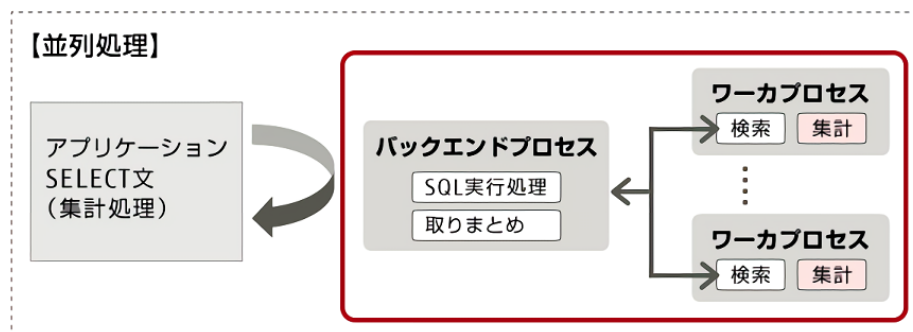 【並列処理】
アプリケーション
SELECT文
（集計処理）
バックエンドプロセス
SQL実行処理
取りまとめ
ワーカプロセス
検索
集計
ワーカプロセス
検索
集計